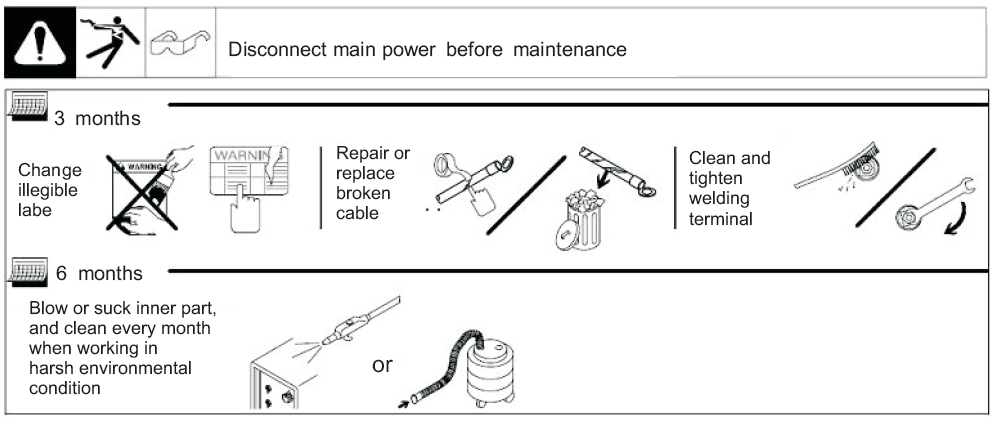 Disconnect main power before maintenance
3 months
Change
illegible
labe
WARNING
WARNING
Repair or
replace
broken
cable
Clean and
tighten
welding
terminal
6 months
Blow or suck inner part,
and clean every month
when working in
harsh environmental
condition
or